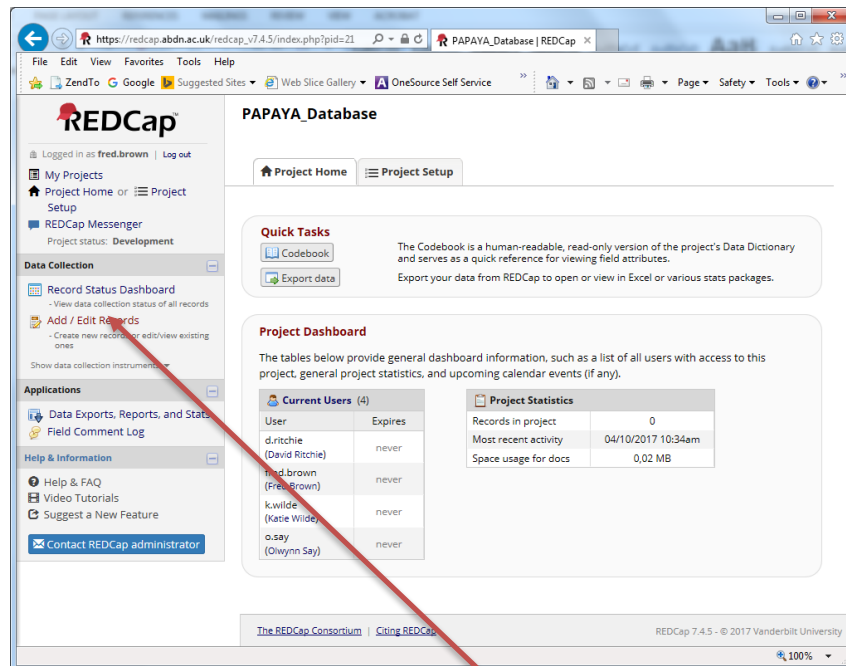 https://redcap.abdn.ac.uk/redcap_v7.4.5/index.php?pid=21
PAPAYA_Database | REDCap
File Edit View Favorites Tools Help
ZendTo Google Suggested Sites Web Slice Gallery OneSource Self Service Page Safety Tools
REDCap
Logged in as fred.brown | Log out
My Projects
Project Home or Project
Setup
REDCap Messenger
Project status: Development
Data Collection
Record Status Dashboard
- View data collection status of all records
Add / Edit Records
- Create new records or edit/view existing
ones
Show data collection instruments
Applications
Data Exports, Reports, and Stats
Field Comment Log
Help & Information
Help & FAQ
Video Tutorials
Suggest a New Feature
Contact REDCap administrator
PAPAYA_Database
Project Home Project Setup
Quick Tasks
Codebook
The Codebook is a human-readable, read-only version of the project's Data Dictionary
and serves as a quick reference for viewing field attributes.
Export data
Export your data from REDCap to open or view in Excel or various stats packages.
Project Dashboard
The tables below provide general dashboard information, such as a list of all users with access to this
project, general project statistics, and upcoming calendar events (if any).
Current Users (4)
User Expires
d.ritchie
(David Ritchie)
never
fred.brown
(Fred Brown)
never
k.wilde
(Katie Wilde)
never
o.say
(Olwynn Say)
never
Project Statistics
Records in project 0
Most recent activity 04/10/2017 10:34am
Space usage for docs 0,02 MB
The REDCap Consortium | Citing REDCap
REDCap 7.4.5 - © 2017 Vanderbilt University
100%